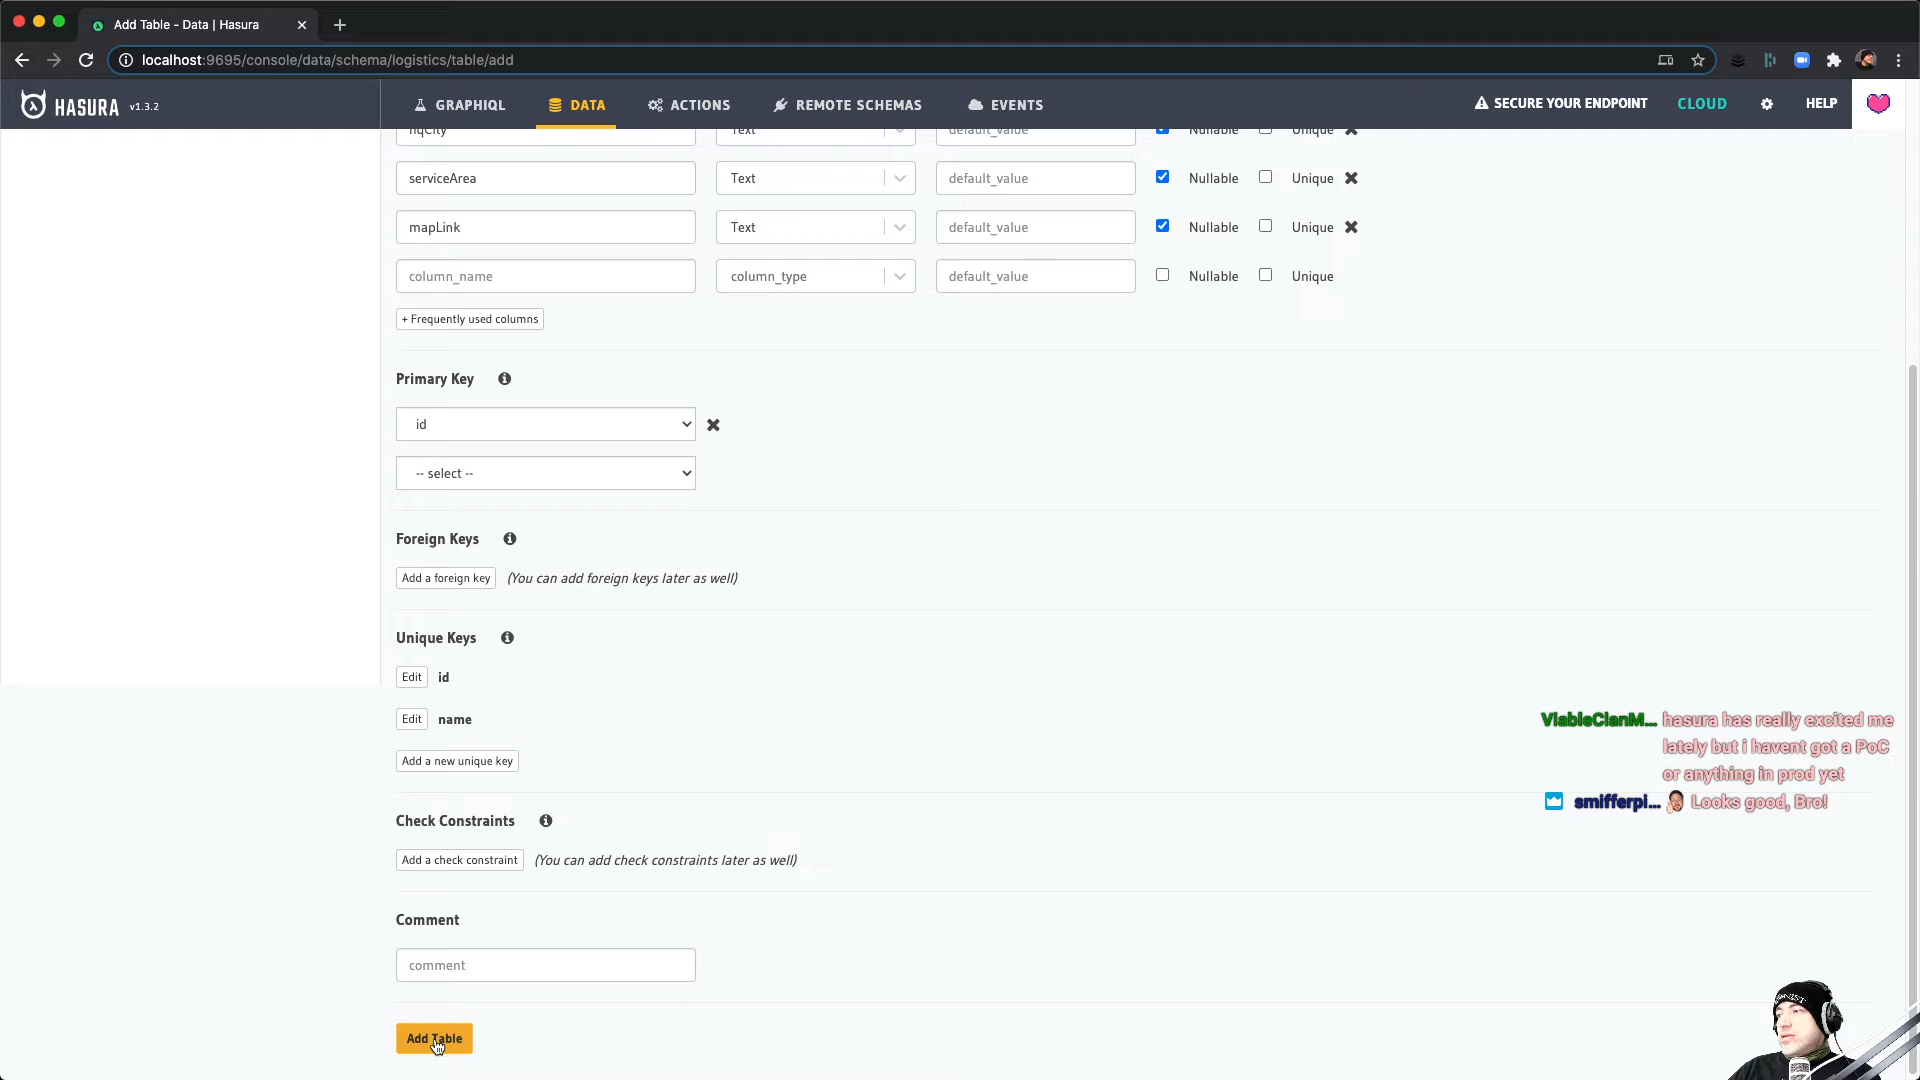 Add Table - Data | Hasura
localhost:9695/console/data/schema/logistics/table/add
HASURA v1.3.2
GRAPHIQL
DATA
ACTIONS
REMOTE SCHEMAS
EVENTS
SECURE YOUR ENDPOINT
CLOUD
HELP
hqCity Text default_value Nullable Unique
serviceArea Text default_value Nullable Unique
mapLink Text default_value Nullable Unique
column_name column_type default_value Nullable Unique
+ Frequently used columns
Primary Key
id
-- select --
Foreign Keys
Add a foreign key (You can add foreign keys later as well)
Unique Keys
Edit id
Edit name
Add a new unique key
Check Constraints
Add a check constraint (You can add check constraints later as well)
Comment
comment
Add Table
ViableClanM... hasura has really excited me
lately but i havent got a PoC
or anything in prod yet
smifferpi... Looks good, Bro!